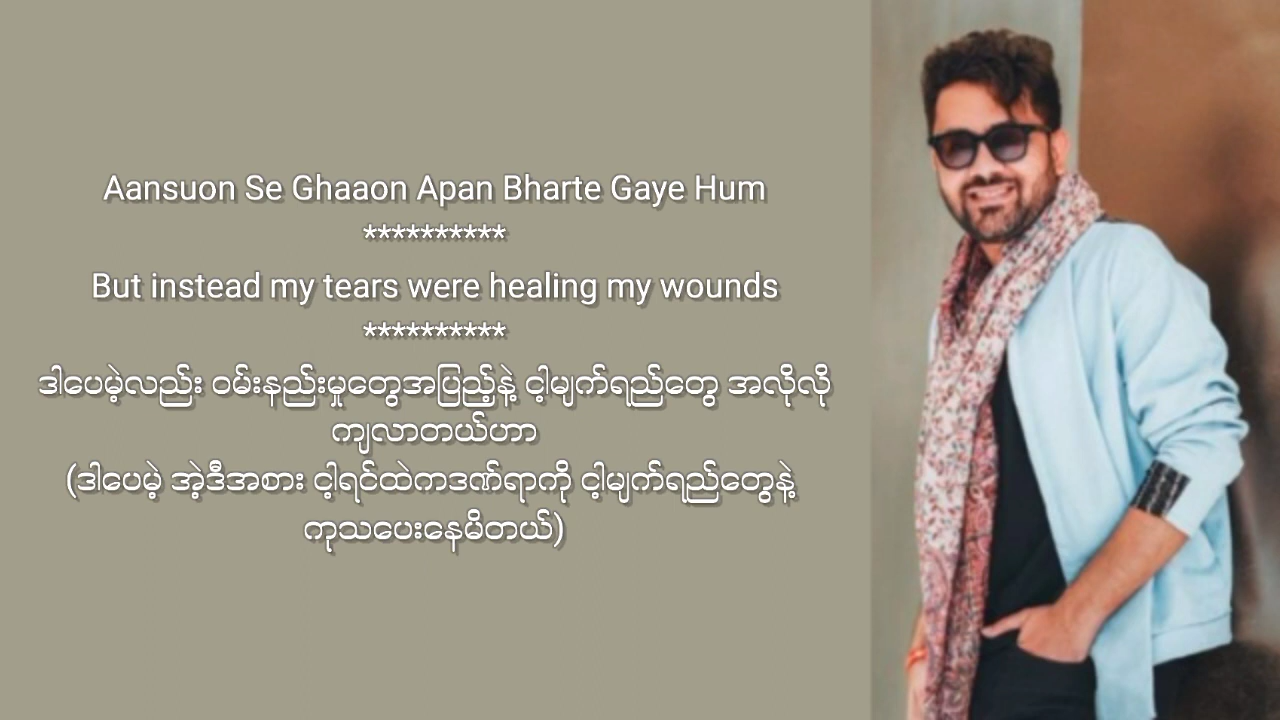 Aansuon Se Ghaaon Apan Bharte Gaye Hum
**********
But instead my tears were healing my wounds
**********
ဒါပေမဲ့လည်း ဝမ်းနည်းမှုတွေအပြည့်နဲ့ ငါ့မျက်ရည်တွေ အလိုလို
ကျလာတယ်ဟာ
(ဒါပေမဲ့ အဲ့ဒီအစား ငါ့ရင်ထဲကဒဏ်ရာကို ငါ့မျက်ရည်တွေနဲ့
ကုသပေးနေမိတယ်)